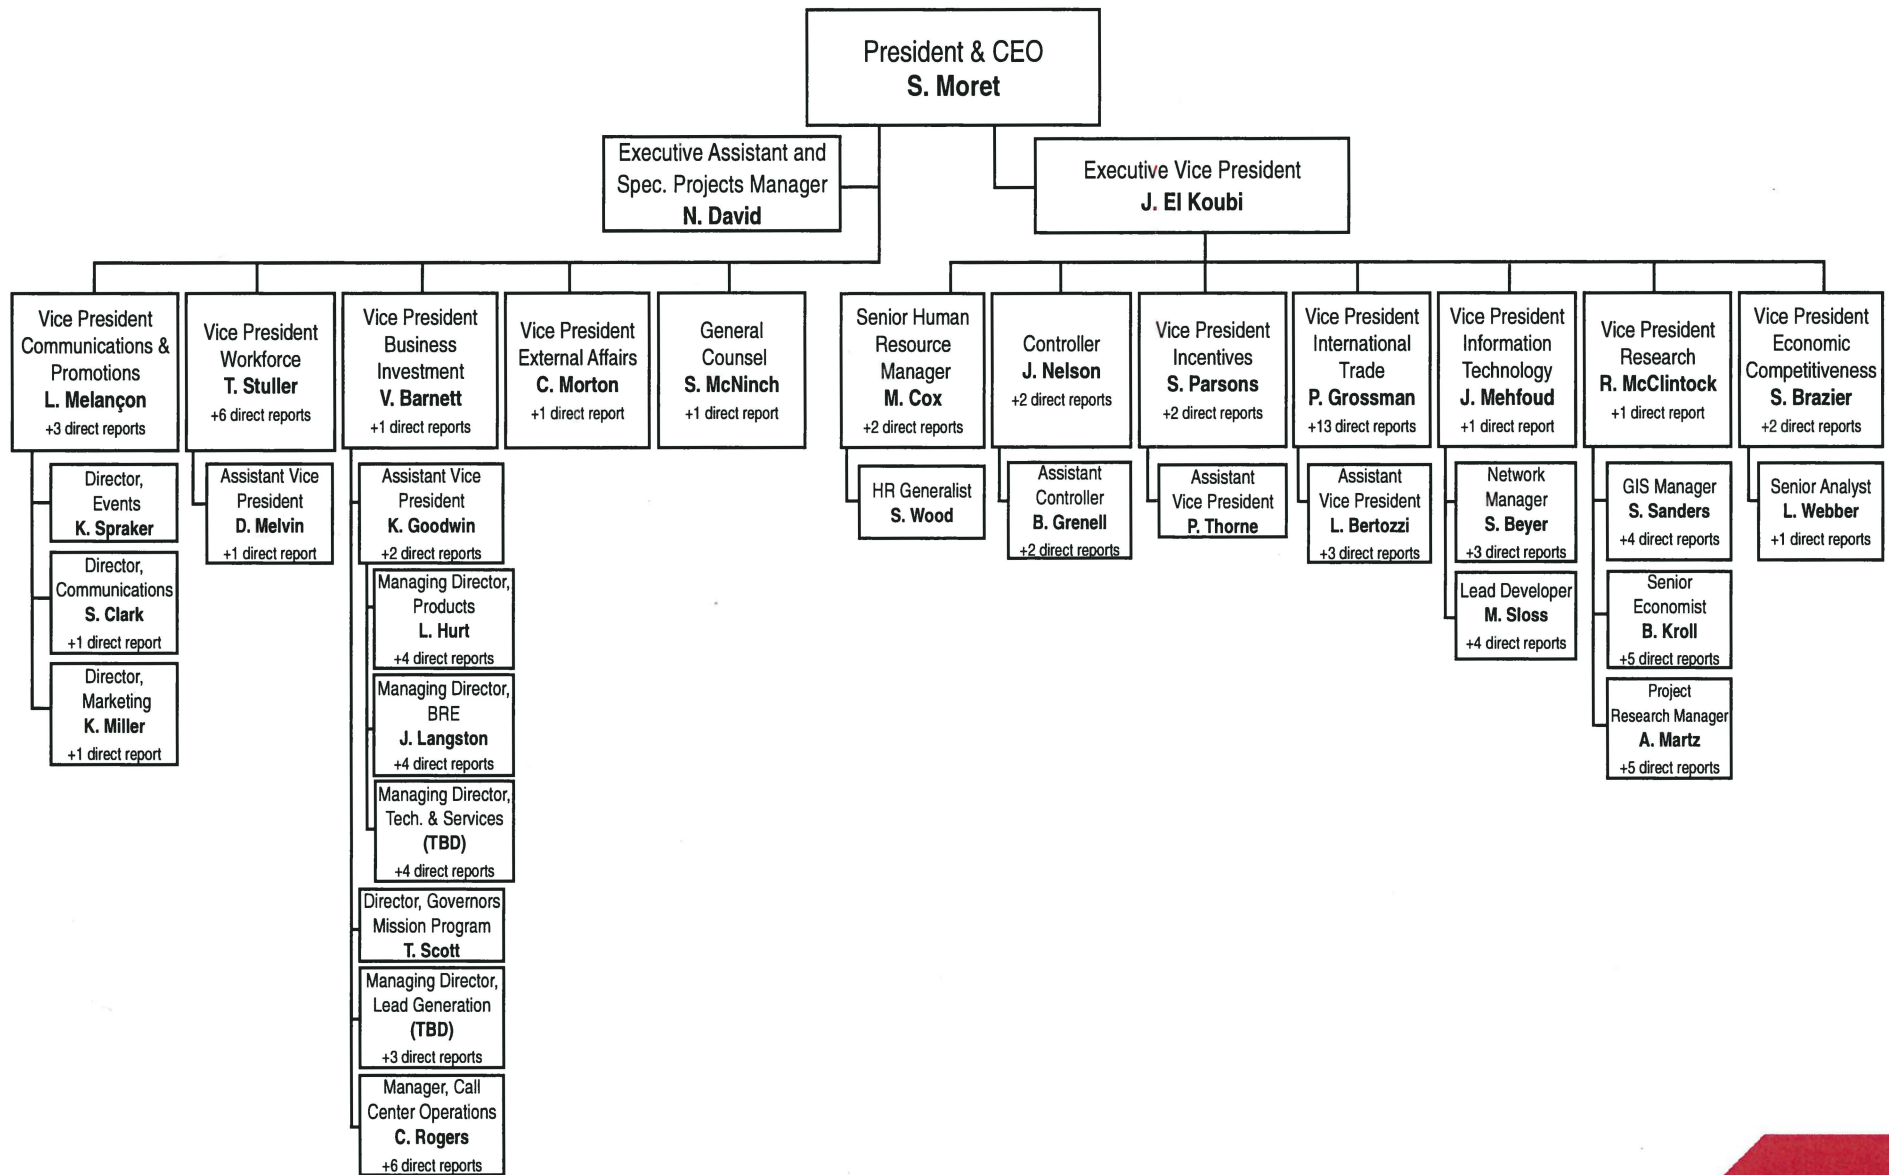 President & CEO
S. Moret
Executive Assistant and
Spec. Projects Manager
N. David
Executive Vice President
J. El Koubi
Vice President
Communications &
Promotions
L. Melançon
+3 direct reports
Director,
Events
K. Spraker
Director,
Communications
S. Clark
+1 direct report
Director,
Marketing
K. Miller
+1 direct report
Vice President
Workforce
T. Stuller
+6 direct reports
Assistant Vice
President
D. Melvin
+1 direct report
Vice President
Business
Investment
V. Barnett
+1 direct reports
Assistant Vice
President
K. Goodwin
+2 direct reports
Managing Director,
Products
L. Hurt
+4 direct reports
Managing Director,
BRE
J. Langston
+4 direct reports
Managing Director,
Tech. & Services
(TBD)
+4 direct reports
Director, Governors
Mission Program
T. Scott
Managing Director,
Lead Generation
(TBD)
+3 direct reports
Manager, Call
Center Operations
C. Rogers
+6 direct reports
Vice President
External Affairs
C. Morton
+1 direct report
General
Counsel
S. McNinch
+1 direct report
Senior Human
Resource
Manager
M. Cox
+2 direct reports
HR Generalist
S. Wood
Controller
J. Nelson
+2 direct reports
Assistant
Controller
B. Grenell
+2 direct reports
Vice President
Incentives
S. Parsons
+2 direct reports
Assistant
Vice President
P. Thorne
Vice President
International
Trade
P. Grossman
+13 direct reports
Assistant
Vice President
L. Bertozzi
+3 direct reports
Vice President
Information
Technology
J. Mehfoud
+1 direct report
Network
Manager
S. Beyer
+3 direct reports
Lead Developer
M. Sloss
+4 direct reports
Vice President
Research
R. McClintock
+1 direct report
GIS Manager
S. Sanders
+4 direct reports
Senior
Economist
B. Kroll
+5 direct reports
Project
Research Manager
A. Martz
+5 direct reports
Vice President
Economic
Competitiveness
S. Brazier
+2 direct reports
Senior Analyst
L. Webber
+1 direct reports